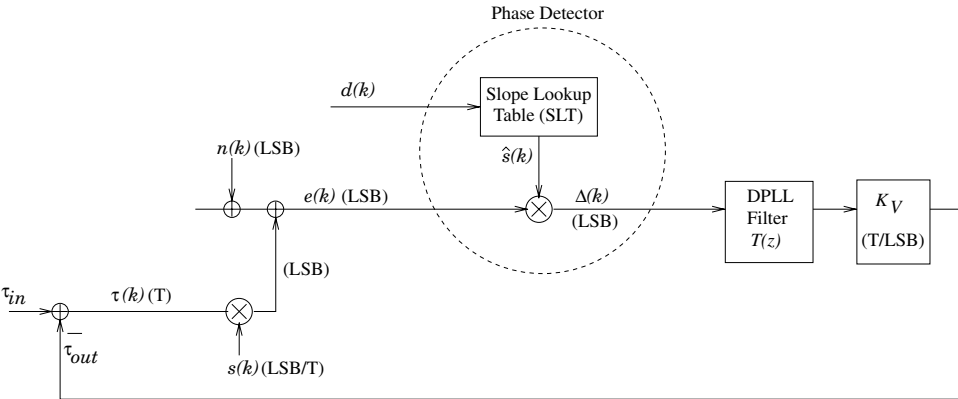 Phase Detector
d(k)
Slope Lookup
Table (SLT)
n(k) (LSB)
ŝ(k)
e(k) (LSB)
Δ(k)
(LSB)
DPLL
Filter
T(z)
K_V
(T/LSB)
(LSB)
τ_in
τ(k) (T)
−
τ_out
s(k) (LSB/T)